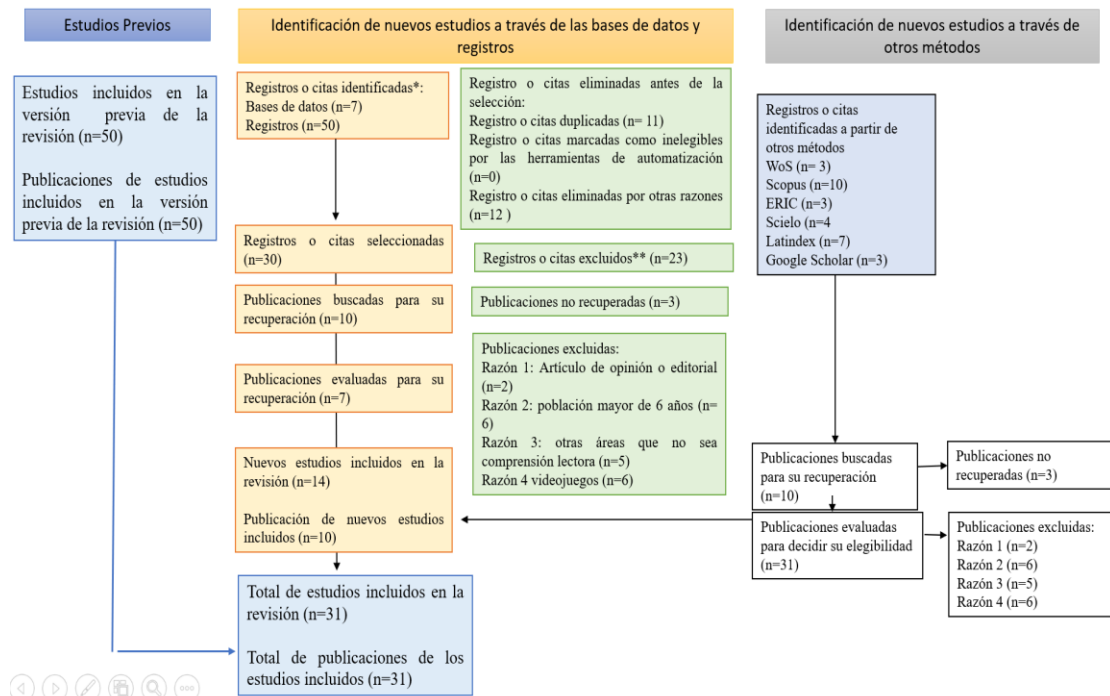 Estudios Previos
Identificación de nuevos estudios a través de las bases de datos y
registros
Identificación de nuevos estudios a través de
otros métodos
Estudios incluidos en la
versión previa de la
revisión (n=50)
Publicaciones de estudios
incluidos en la versión
previa de la revisión (n=50)
Registros o citas identificadas*:
Bases de datos (n=7)
Registros (n=50)
Registro o citas eliminadas antes de la
selección:
Registro o citas duplicadas (n= 11)
Registro o citas marcadas como inelegibles
por las herramientas de automatización
(n=0)
Registro o citas eliminadas por otras razones
(n=12 )
Registros o citas
identificadas a partir de
otros métodos
WoS (n= 3)
Scopus (n=10)
ERIC (n=3)
Scielo (n=4
Latindex (n=7)
Google Scholar (n=3)
Registros o citas seleccionadas
(n=30)
Registros o citas excluidos** (n=23)
Publicaciones buscadas para su
recuperación (n=10)
Publicaciones no recuperadas (n=3)
Publicaciones evaluadas para su
recuperación (n=7)
Publicaciones excluidas:
Razón 1: Artículo de opinión o editorial
(n=2)
Razón 2: población mayor de 6 años (n=
6)
Razón 3: otras áreas que no sea
comprensión lectora (n=5)
Razón 4 videojuegos (n=6)
Nuevos estudios incluidos en la
revisión (n=14)
Publicación de nuevos estudios
incluidos (n=10)
Publicaciones buscadas
para su recuperación
(n=10)
Publicaciones no
recuperadas (n=3)
Publicaciones evaluadas
para decidir su elegibilidad
(n=31)
Publicaciones excluidas:
Razón 1 (n=2)
Razón 2 (n=6)
Razón 3 (n=5)
Razón 4 (n=6)
Total de estudios incluidos en la
revisión (n=31)
Total de publicaciones de los
estudios incluidos (n=31)